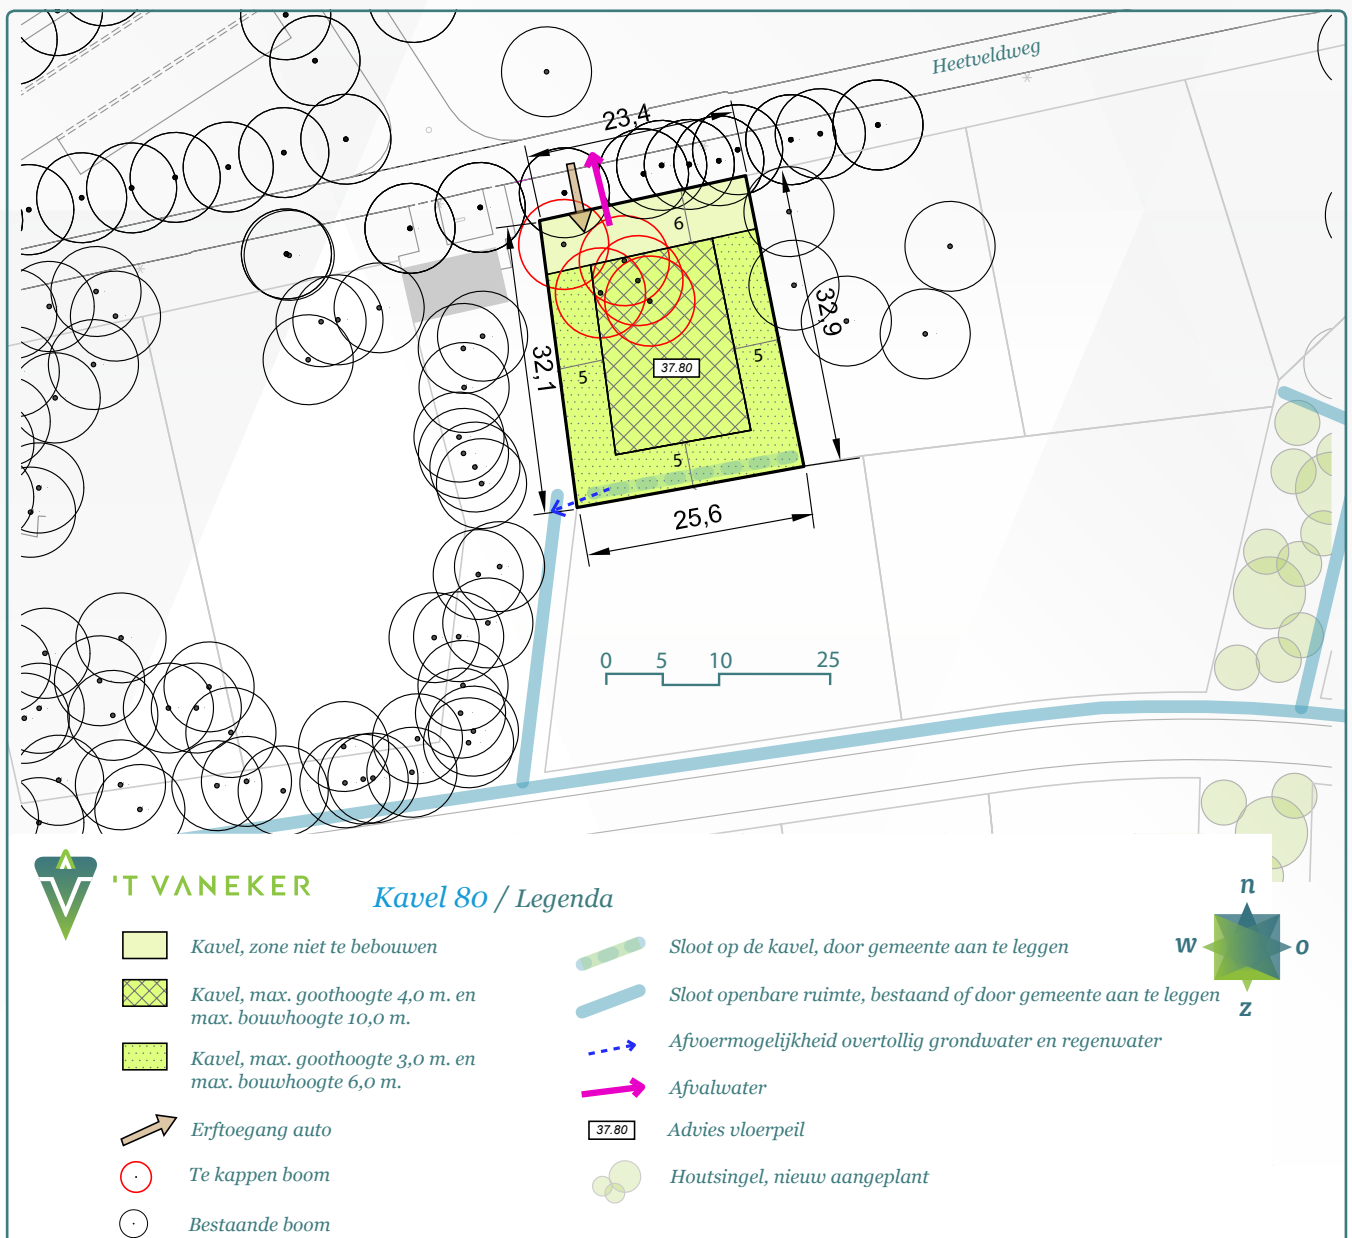 Heetveldweg
23,4
6
32,9
32,1
37.80
5
5
5
25,6
0 5 10 25
'T VANEKER
Kavel 80 / Legenda
n
w
o
z
Kavel, zone niet te bebouwen
Kavel, max. goothoogte 4,0 m. en
max. bouwhoogte 10,0 m.
Kavel, max. goothoogte 3,0 m. en
max. bouwhoogte 6,0 m.
Erftoegang auto
Te kappen boom
Bestaande boom
Sloot op de kavel, door gemeente aan te leggen
Sloot openbare ruimte, bestaand of door gemeente aan te leggen
Afvoermogelijkheid overtollig grondwater en regenwater
Afvalwater
37.80
Advies vloerpeil
Houtsingel, nieuw aangeplant